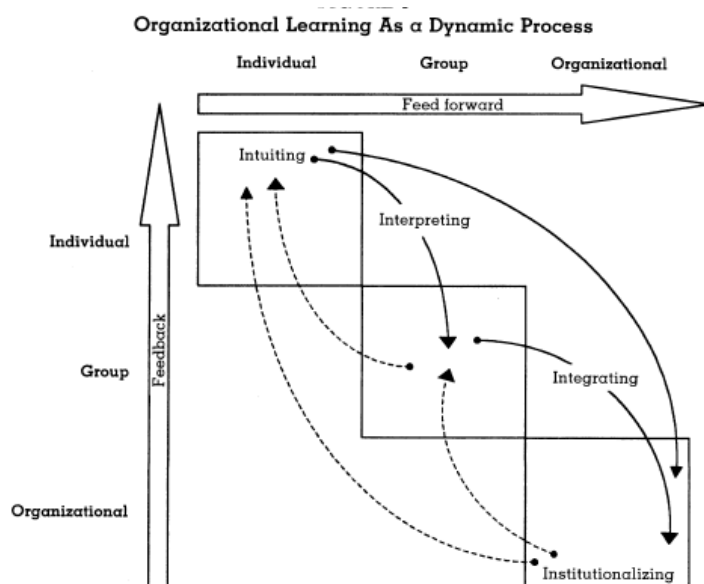 Organizational Learning As a Dynamic Process
Individual Group Organizational
Feed forward
Intuiting
Interpreting
Individual
Feedback
Group
Integrating
Organizational
Institutionalizing